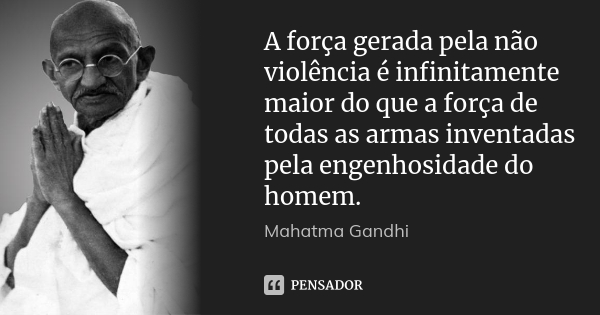 A força gerada pela não
violência é infinitamente
maior do que a força de
todas as armas inventadas
pela engenhosidade do
homem.
Mahatma Gandhi
PENSADOR